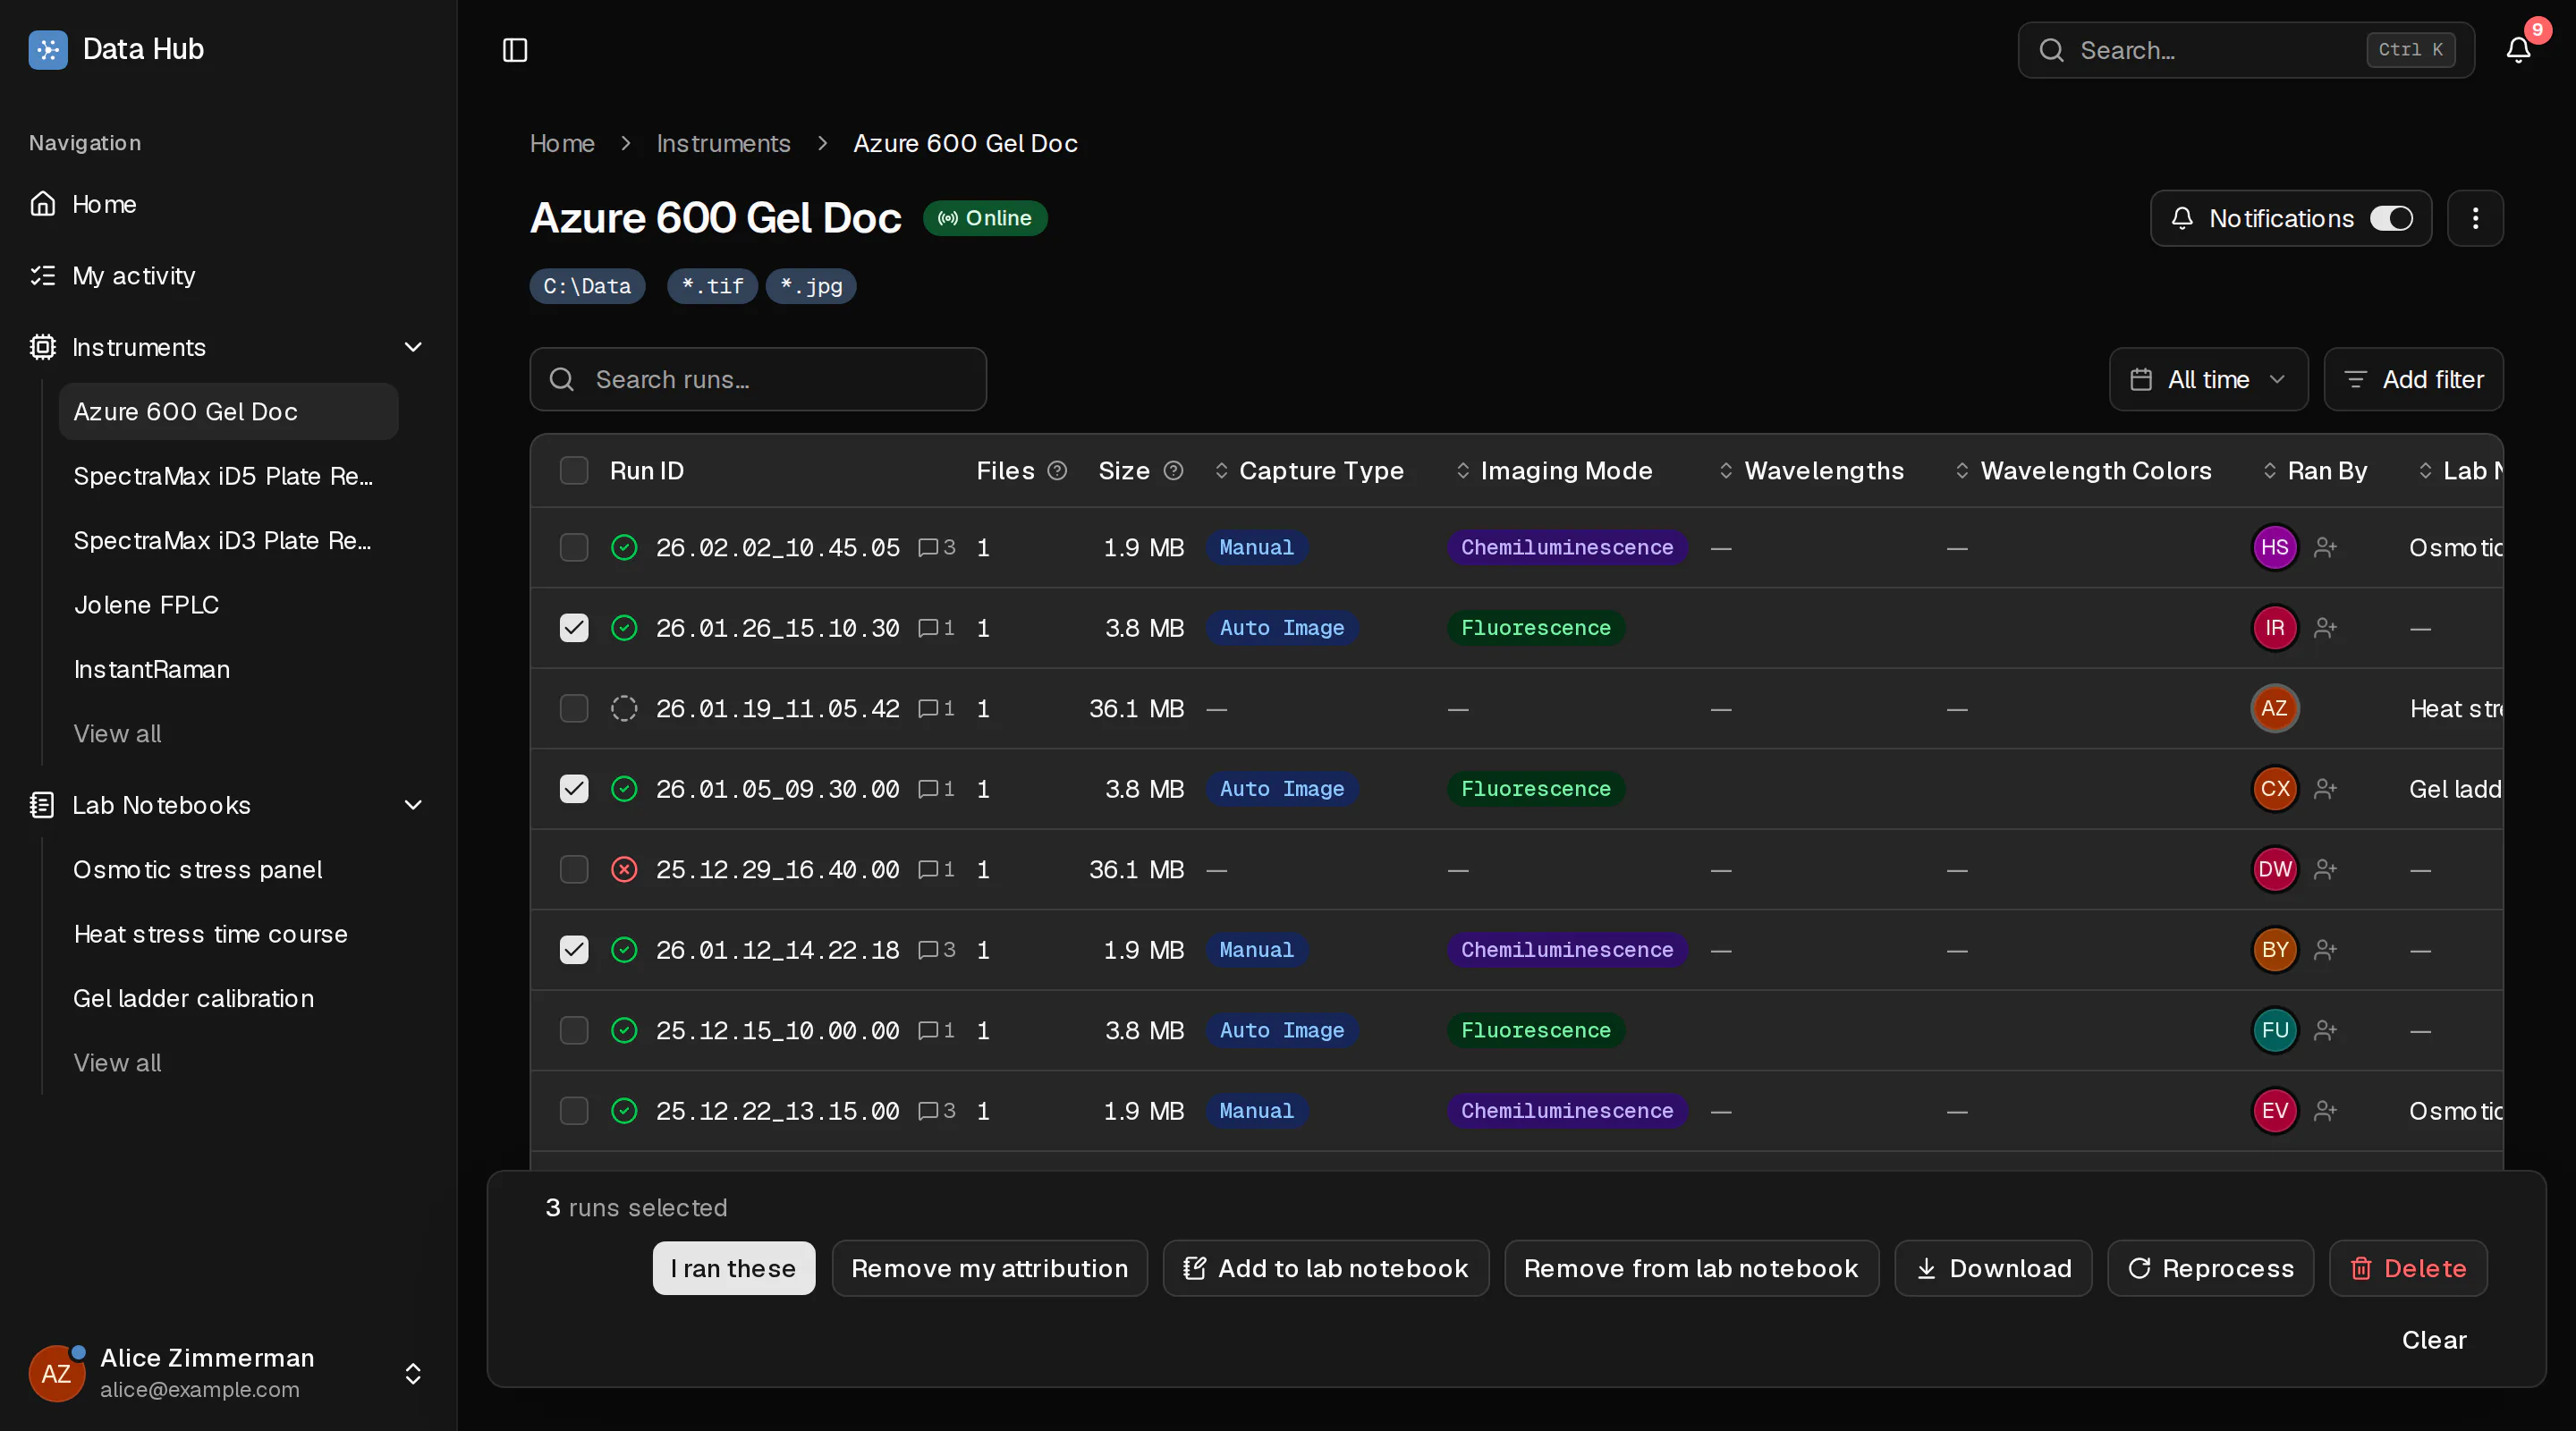 Data Hub
Search...
Ctrl K
9
Navigation
Home
My activity
Instruments
Azure 600 Gel Doc
SpectraMax iD5 Plate Re...
SpectraMax iD3 Plate Re...
Jolene FPLC
InstantRaman
View all
Lab Notebooks
Osmotic stress panel
Heat stress time course
Gel ladder calibration
View all
AZ
Alice Zimmerman
alice@example.com
Home > Instruments > Azure 600 Gel Doc
Azure 600 Gel Doc
Online
Notifications
C:\Data *.tif *.jpg
Search runs...
All time
Add filter
Run ID Files Size Capture Type Imaging Mode Wavelengths Wavelength Colors Ran By Lab N
26.02.02_10.45.05 3 1 1.9 MB Manual Chemiluminescence — — HS Osmotic
26.01.26_15.10.30 1 1 3.8 MB Auto Image Fluorescence IR —
26.01.19_11.05.42 1 1 36.1 MB — — — — AZ Heat stre
26.01.05_09.30.00 1 1 3.8 MB Auto Image Fluorescence CX Gel ladd
25.12.29_16.40.00 1 1 36.1 MB — — — — DW —
26.01.12_14.22.18 3 1 1.9 MB Manual Chemiluminescence — — BY —
25.12.15_10.00.00 1 1 3.8 MB Auto Image Fluorescence FU —
25.12.22_13.15.00 3 1 1.9 MB Manual Chemiluminescence — — EV Osmotic
3 runs selected
I ran these
Remove my attribution
Add to lab notebook
Remove from lab notebook
Download
Reprocess
Delete
Clear